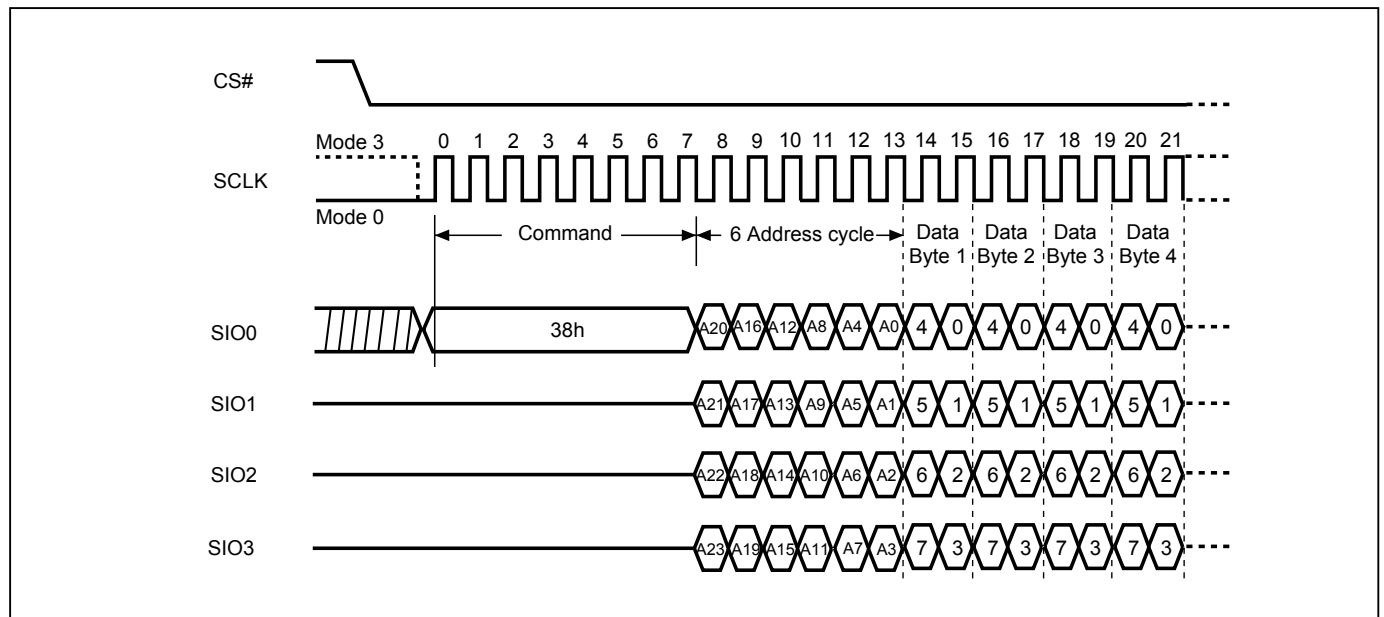 CS#
Mode 3
0 1 2 3 4 5 6 7 8 9 10 11 12 13 14 15 16 17 18 19 20 21
SCLK
Mode 0
Command
6 Address cycle
Data Byte 1
Data Byte 2
Data Byte 3
Data Byte 4
SIO0
38h
A20 A16 A12 A8 A4 A0 4 0 4 0 4 0 4 0
SIO1
A21 A17 A13 A9 A5 A1 5 1 5 1 5 1 5 1
SIO2
A22 A18 A14 A10 A6 A2 6 2 6 2 6 2 6 2
SIO3
A23 A19 A15 A11 A7 A3 7 3 7 3 7 3 7 3